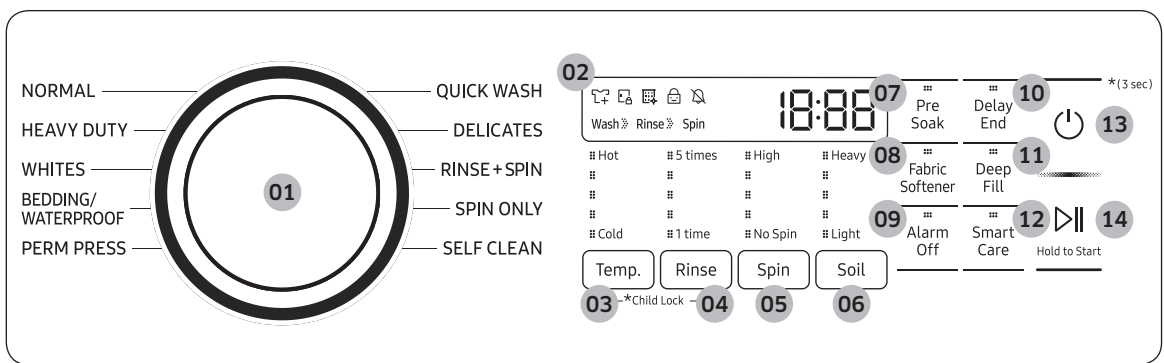 NORMAL
HEAVY DUTY
WHITES
BEDDING/
WATERPROOF
PERM PRESS
01
QUICK WASH
DELICATES
RINSE+SPIN
SPIN ONLY
SELF CLEAN
02
18:88
Wash Rinse Spin
Hot 5 times High Heavy
Cold 1 time No Spin Light
Temp. Rinse Spin Soil
03 *Child Lock 04 05 06
07 Pre
Soak
08 Fabric
Softener
09 Alarm
Off
Delay 10
End
11 Deep
Fill
12 Smart
Care
*(3 sec)
13
14
Hold to Start